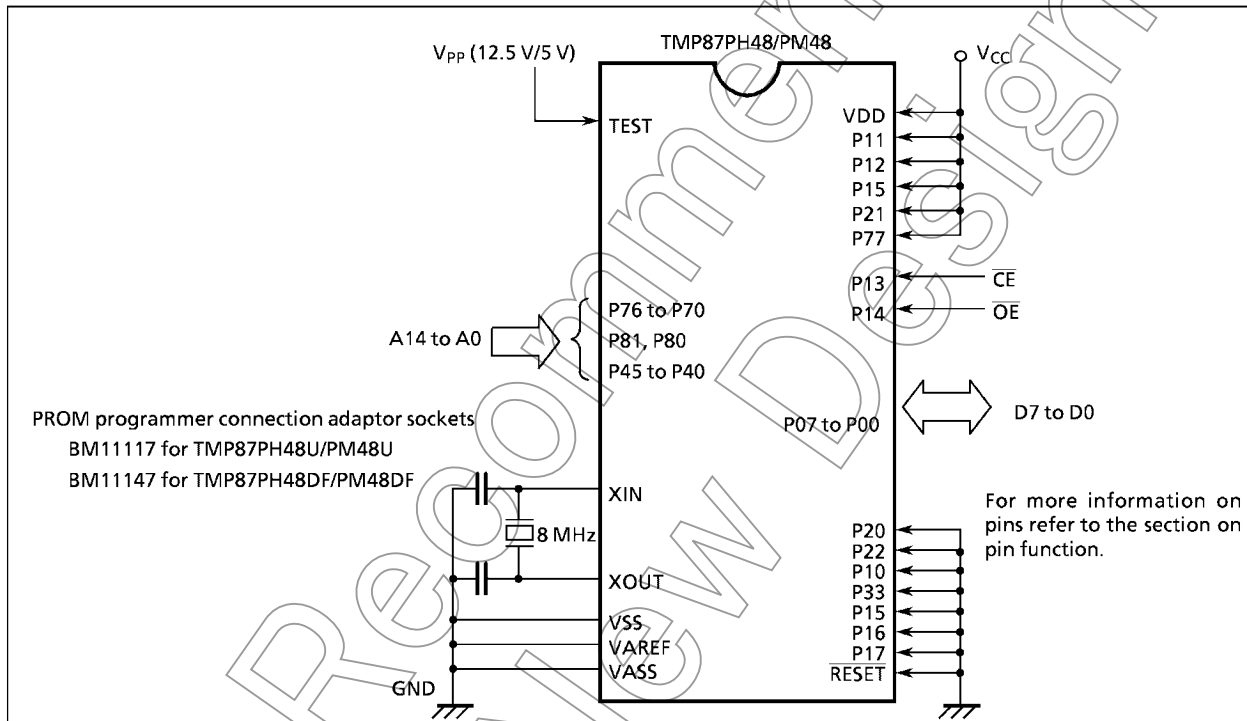 TMP87PH48/PM48
VPP (12.5 V/5 V)
VCC
TEST
VDD
P11
P12
P15
P21
P77
P13
CE
P14
OE
A14 to A0
P76 to P70
P81, P80
P45 to P40
P07 to P00
D7 to D0
PROM programmer connection adaptor sockets
BM11117 for TMP87PH48U/PM48U
BM11147 for TMP87PH48DF/PM48DF
XIN
8 MHz
XOUT
VSS
VAREF
VASS
GND
For more information on
pins refer to the section on
pin function.
P20
P22
P10
P33
P15
P16
P17
RESET
Recommen
ew Design